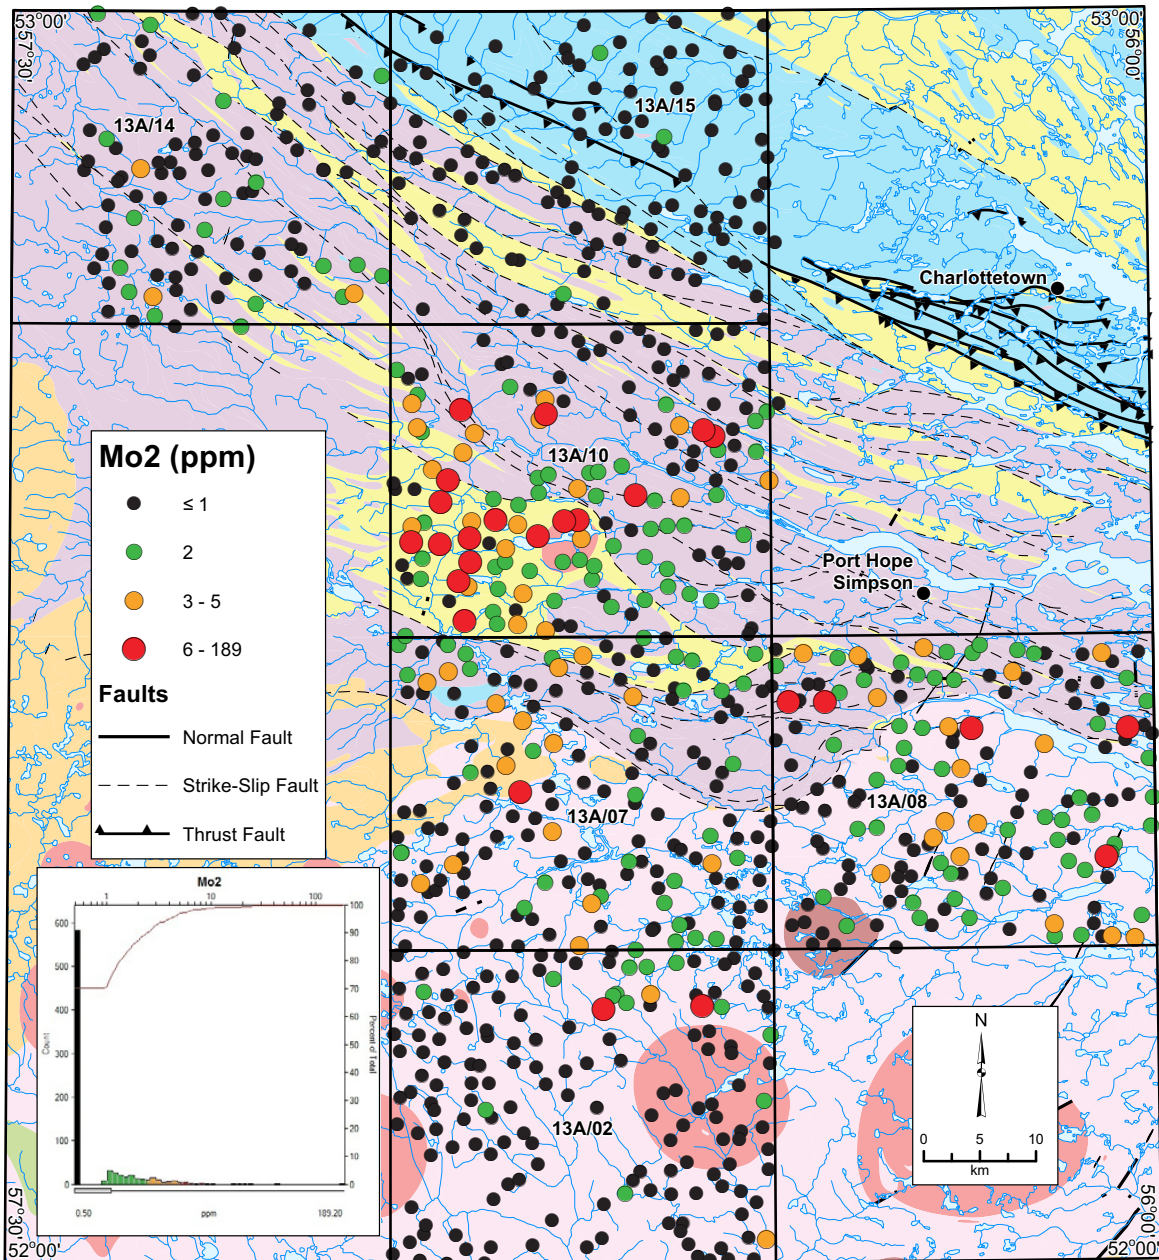 53°00'
57°30'
53°00'
56°00'
13A/14
13A/15
Charlottetown
13A/10
Port Hope
Simpson
13A/07
13A/08
13A/02
Mo2 (ppm)
≤ 1
2
3 - 5
6 - 189
Faults
Normal Fault
Strike-Slip Fault
Thrust Fault
Mo2
1 10 100
600
500
400
300
200
100
0
Count
100
90
80
70
60
50
40
30
20
10
0
Percent of Total
0.50 ppm 189.20
N
0 5 10
km
57°30'
52°00'
56°00'
52°00'